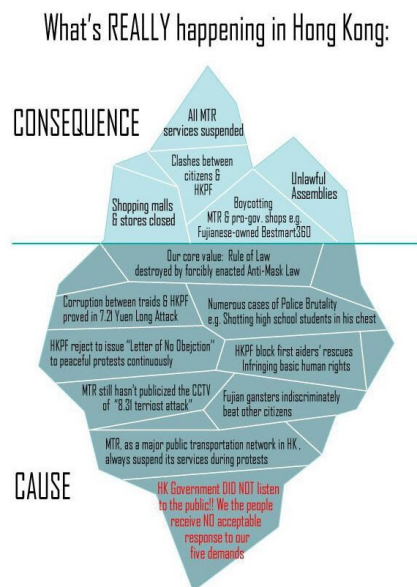 What's REALLY happening in Hong Kong:
CONSEQUENCE
All MTR
services suspended
Clashes between
citizens &
HKPF
Shopping malls
& stores closed
Boycotting
MTR & pro-gov. shops e.g.
Fujianese-owned Bestmart360
Unlawful
Assemblies
Our core value: Rule of Law
destroyed by forcibly enacted Anti-Mask Law
Corruption between traids & HKPF
proved in 7.21 Yuen Long Attack
Numerous cases of Police Brutality
e.g. Shotting high school students in his chest
HKPF reject to issue "Letter of No Obejction"
to peaceful protests continuously
HKPF block first aiders' rescues
Infringing basic human rights
MTR still hasn't publicized the CCTV
of "8.31 terriost attack"
Fujian gansters indiscriminately
beat other citizens
MTR, as a major public transportation network in HK ,
always suspend its services during protests
CAUSE
HK Government DID NOT listen
to the public!! We the people
receive NO acceptable
response to our
five demands